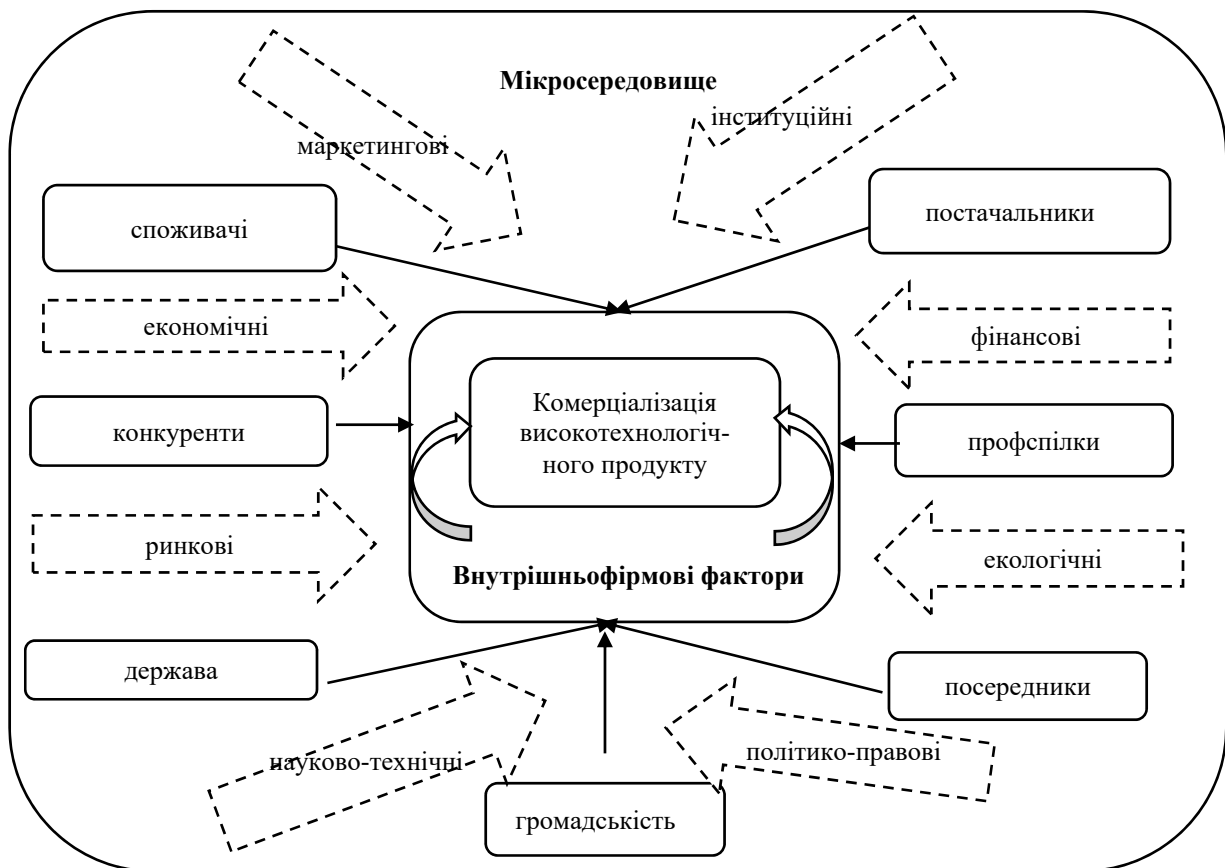 Мікросередовище
маркетингові
інституційні
споживачі
постачальники
економічні
фінансові
Комерціалізація
високотехнологіч-
ного продукту
конкуренти
профспілки
ринкові
екологічні
Внутрішньофірмові фактори
держава
посередники
науково-технічні
політико-правові
громадськість